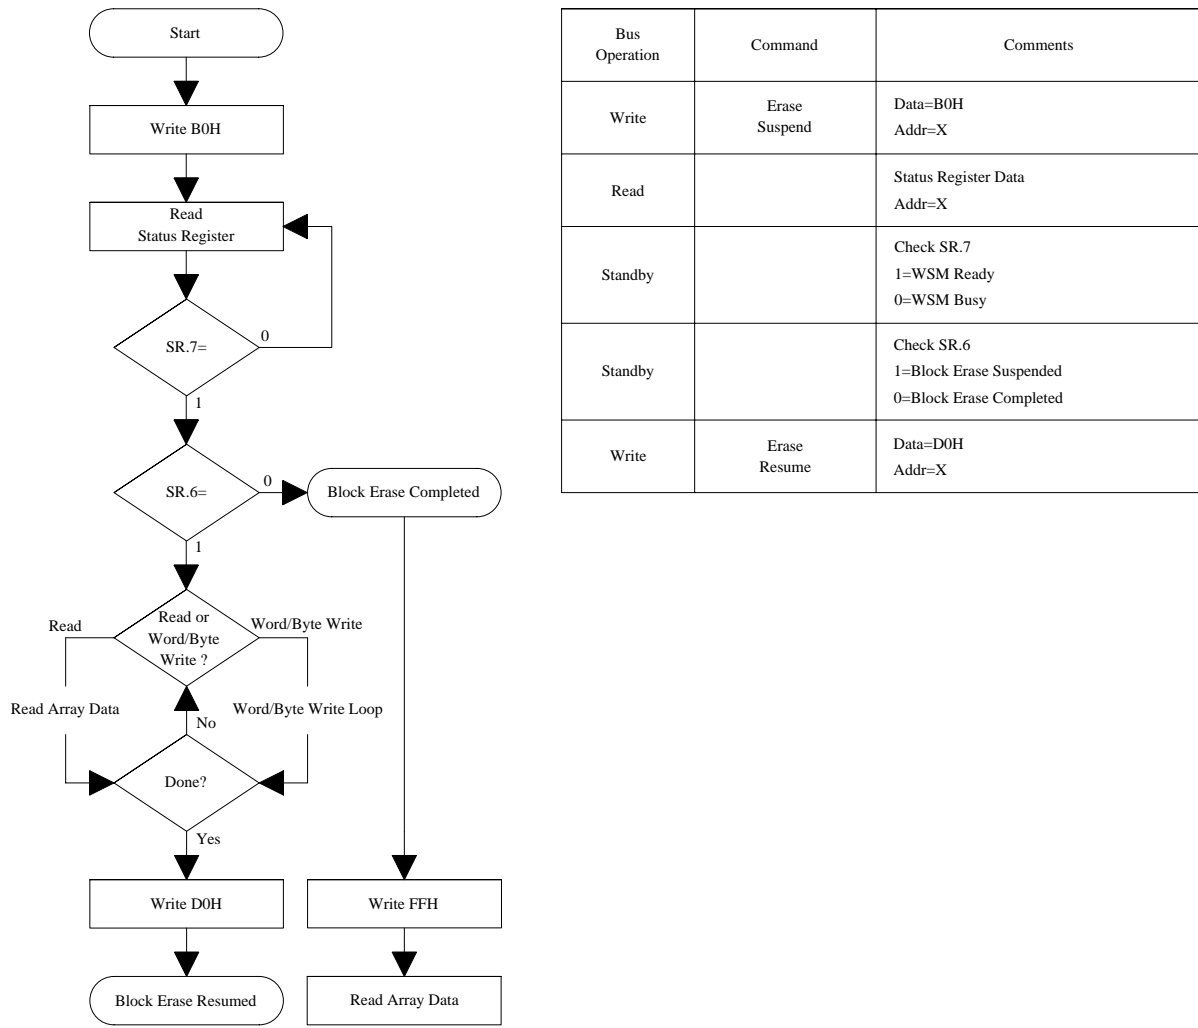 Start
Write B0H
Read
Status Register
SR.7=
0
1
SR.6=
0
Block Erase Completed
1
Read or
Word/Byte
Write ?
Read
Word/Byte Write
Read Array Data
Word/Byte Write Loop
No
Done?
Yes
Write D0H
Write FFH
Block Erase Resumed
Read Array Data
Bus
Operation
Command
Comments
Write
Erase
Suspend
Data=B0H
Addr=X
Read
Status Register Data
Addr=X
Standby
Check SR.7
1=WSM Ready
0=WSM Busy
Standby
Check SR.6
1=Block Erase Suspended
0=Block Erase Completed
Write
Erase
Resume
Data=D0H
Addr=X